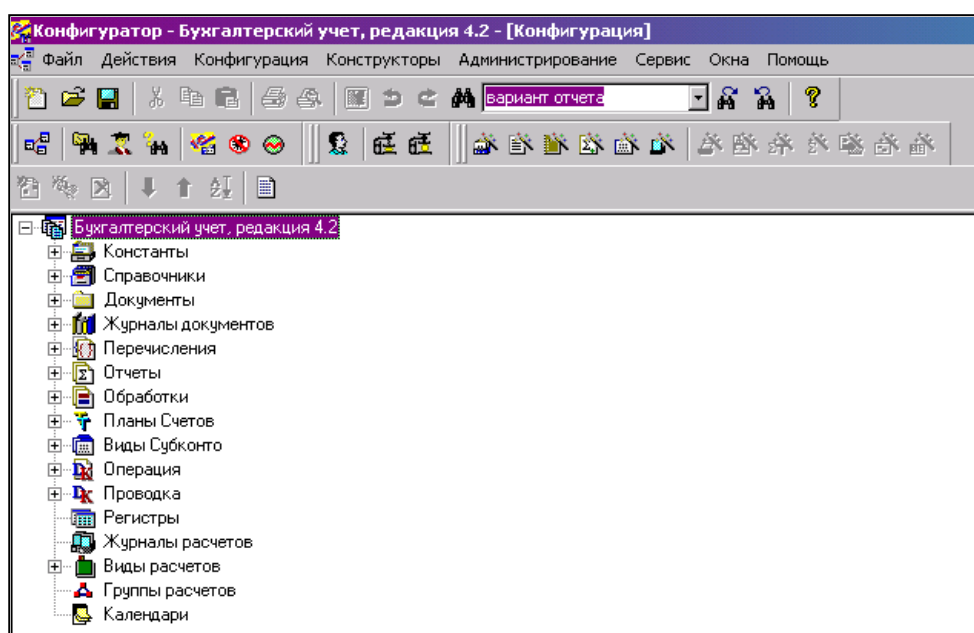 Конфигуратор - Бухгалтерский учет, редакция 4.2 - [Конфигурация]
Файл Действия Конфигурация Конструкторы Администрирование Сервис Окна Помощь
вариант отчета
Бухгалтерский учет, редакция 4.2
Константы
Справочники
Документы
Журналы документов
Перечисления
Отчеты
Обработки
Планы Счетов
Виды Субконто
Операция
Проводка
Регистры
Журналы расчетов
Виды расчетов
Группы расчетов
Календари